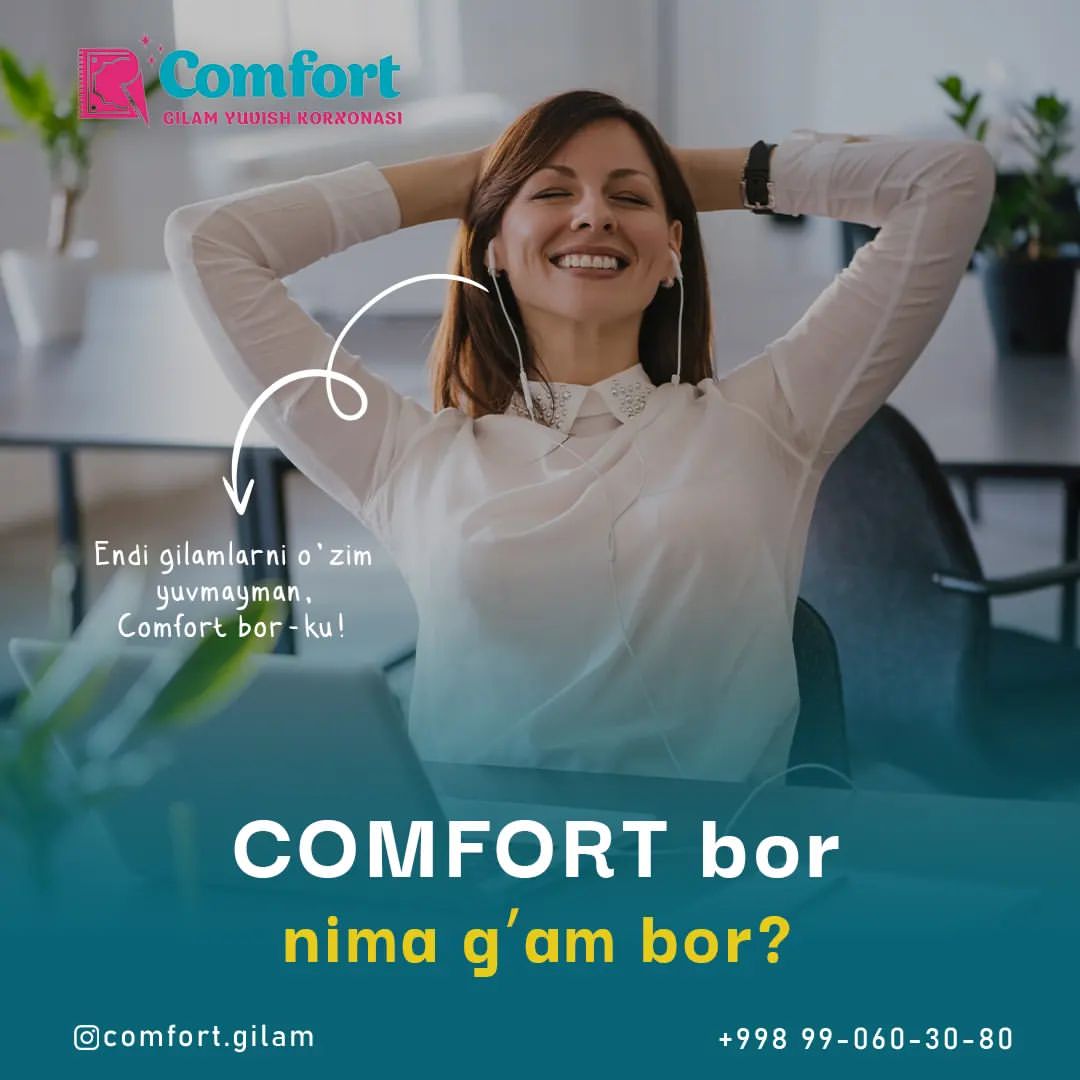 Comfort
GILAM YUVISH KORXONASI
Endi gilamlarni o'zim
yuvmayman,
Comfort bor-ku!
COMFORT bor
nima g'am bor?
comfort.gilam
+998 99-060-30-80